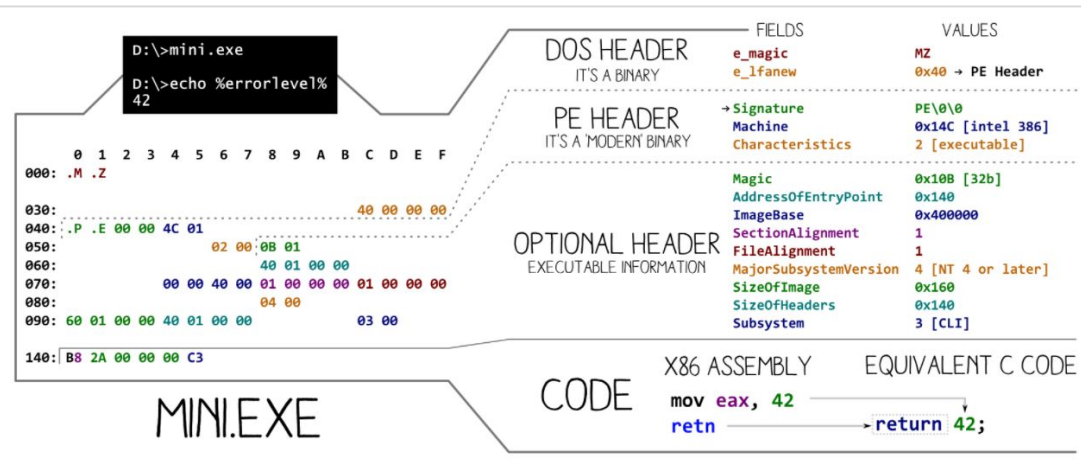 D:\>mini.exe
D:\>echo %errorlevel%
42
0 1 2 3 4 5 6 7 8 9 A B C D E F
000: .M .Z
030: 40 00 00 00
040: .P .E 00 00 4C 01
050: 02 00 0B 01
060: 40 01 00 00
070: 00 00 40 00 01 00 00 00 01 00 00 00
080: 04 00
090: 60 01 00 00 40 01 00 00 03 00
140: B8 2A 00 00 00 C3
MINI.EXE
FIELDS VALUES
DOS HEADER
IT'S A BINARY
e_magic MZ
e_lfanew 0x40 → PE Header
PE HEADER
IT'S A 'MODERN' BINARY
→Signature PE\0\0
Machine 0x14C [intel 386]
Characteristics 2 [executable]
OPTIONAL HEADER
EXECUTABLE INFORMATION
Magic 0x10B [32b]
AddressOfEntryPoint 0x140
ImageBase 0x400000
SectionAlignment 1
FileAlignment 1
MajorSubsystemVersion 4 [NT 4 or later]
SizeOfImage 0x160
SizeOfHeaders 0x140
Subsystem 3 [CLI]
CODE
X86 ASSEMBLY EQUIVALENT C CODE
mov eax, 42
retn return 42;